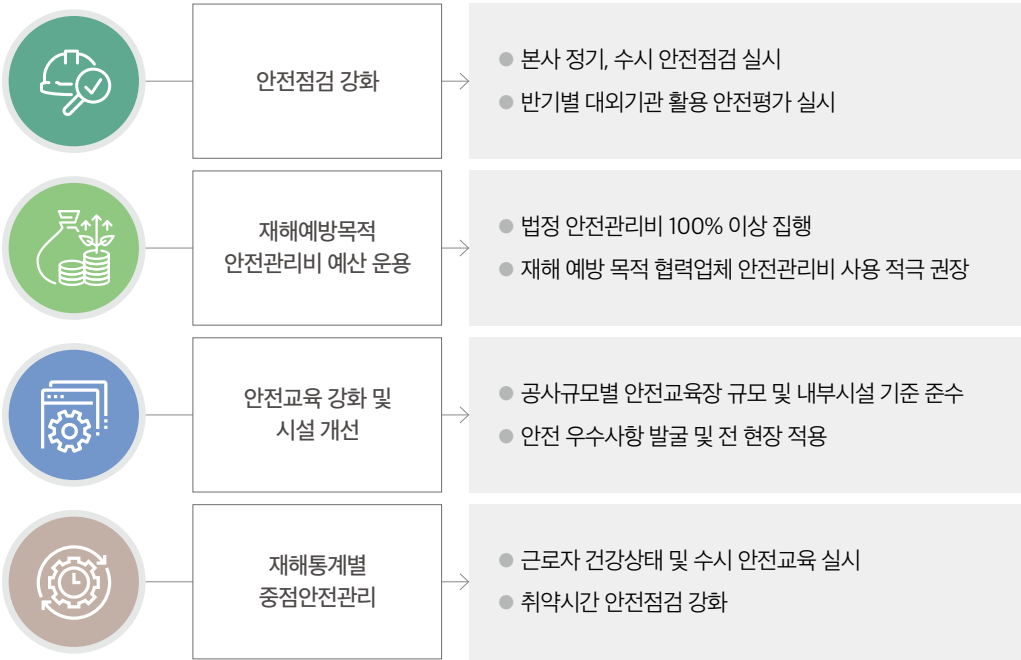 안전점검 강화
본사 정기, 수시 안전점검 실시
반기별 대외기관 활용 안전평가 실시
재해예방목적
안전관리비 예산 운용
법정 안전관리비 100% 이상 집행
재해 예방 목적 협력업체 안전관리비 사용 적극 권장
안전교육 강화 및
시설 개선
공사규모별 안전교육장 규모 및 내부시설 기준 준수
안전 우수사항 발굴 및 전 현장 적용
재해통계별
중점안전관리
근로자 건강상태 및 수시 안전교육 실시
취약시간 안전점검 강화